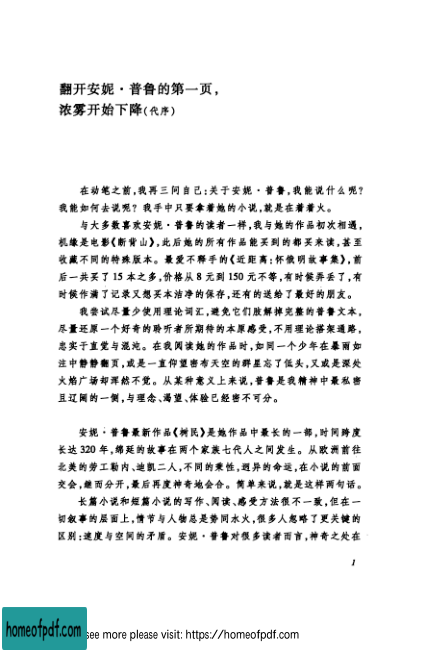 翻开安妮·普鲁的第一页，
浓雾开始下降(代序)
在动笔之前,我再三问自己:关于安妮·普鲁,我能说什么呢?
我能如何去说呢? 我手中只要拿着她的小说,就是在着着火。
与大多数喜欢安妮·普鲁的读者一样,我与她的作品初次相遇,
机缘是电影《断背山》,此后她的所有作品能买到的都买来读,甚至
收藏不同的特殊版本。最爱不释手的《近距离:怀俄明故事集》,前
后一共买了15本之多,价格从8元到150元不等,有时候弄丢了,有
时候作满了记录又想买本洁净的保存,还有的送给了最好的朋友。
我尝试尽量少使用理论词汇,避免它们肢解掉完整的普鲁文本,
尽量还原一个好奇的聆听者所期待的本原感受,不用理论搭架通路,
忠实于直觉与混沌。在我阅读她的作品时,如同一个少年在暴雨如
注中静静翻页,或是一直仰望密布天空的群星忘了低头,又或是深处
火焰广场却浑然不觉。从某种意义上来说,普鲁是我精神中最私密
且辽阔的一侧,与理念、渴望、体验已经密不可分。
安妮·普鲁最新作品《树民》是她作品中最长的一部,时间跨度
长达320年,绵延的故事在两个家族七代人之间发生。从欧洲前往
北美的劳工勒内、迪凯二人,不同的秉性,迥异的命运,在小说的前面
交会,继而分开,最后再度神奇地会合。简单来说,就是这样两句话。
长篇小说和短篇小说的写作、阅读、感受方法很不一致,但在一
切叙事的层面上,情节与人物总是势同水火,很多人忽略了更关键的
区别:速度与空间的矛盾。安妮·普鲁对很多读者而言,神奇之处在
1
homeofpdf.com
see more please visit: https://homeofpdf.com